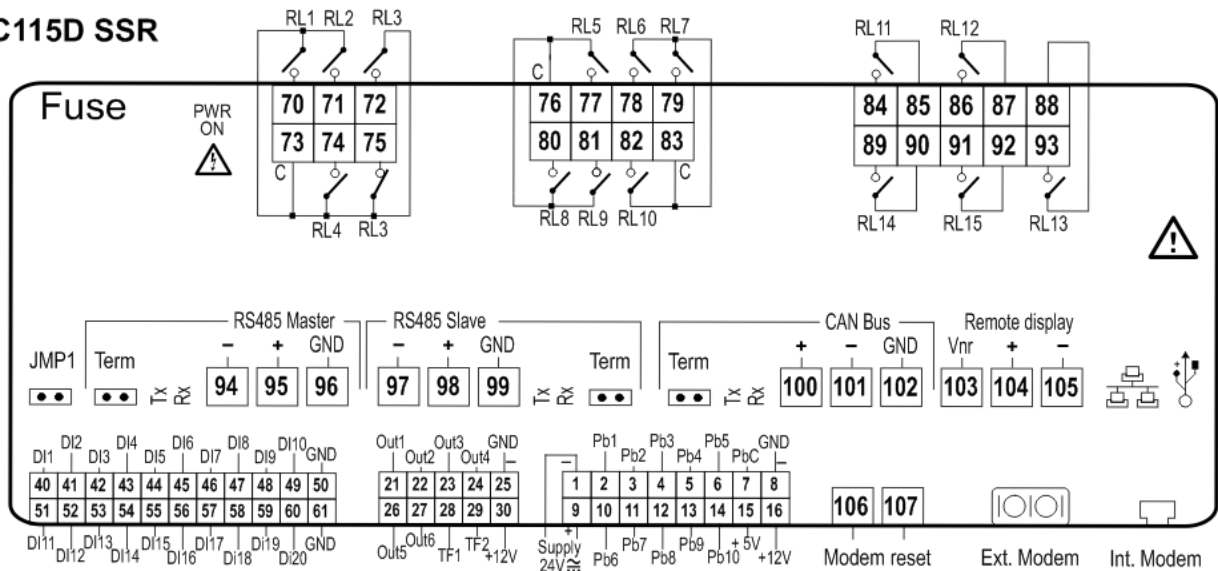 C115D SSR
RL1 RL2 RL3
RL5 RL6 RL7
RL11 RL12
Fuse
PWR
ON
C
70 71 72
76 77 78 79
84 85 86 87 88
73 74 75
80 81 82 83
89 90 91 92 93
C
C
RL4 RL3
RL8 RL9 RL10
RL14 RL15 RL13
RS485 Master
RS485 Slave
CAN Bus
Remote display
JMP1 Term
− + GND
− + GND
Term
Term
+ − GND
Vnr + −
Tx
Rx
94 95 96
97 98 99
Tx
Rx
Tx
Rx
100 101 102
103 104 105
DI1 DI2 DI3 DI4 DI5 DI6 DI7 DI8 DI9 DI10 GND
40 41 42 43 44 45 46 47 48 49 50
51 52 53 54 55 56 57 58 59 60 61
DI11 DI12 DI13 DI14 DI15 DI16 DI17 Di18 Di19 Di20 GND
Out1 Out2 Out3 Out4 GND
−
21 22 23 24 25
26 27 28 29 30
Out5 Out6 TF1 TF2 +12V
− Pb1 Pb2 Pb3 Pb4 Pb5 PbC GND
−
1 2 3 4 5 6 7 8
9 10 11 12 13 14 15 16
+
Supply Pb6 Pb7 Pb8 Pb9 Pb10 + 5V +12V
24V
106 107
Modem reset
Ext. Modem
Int. Modem